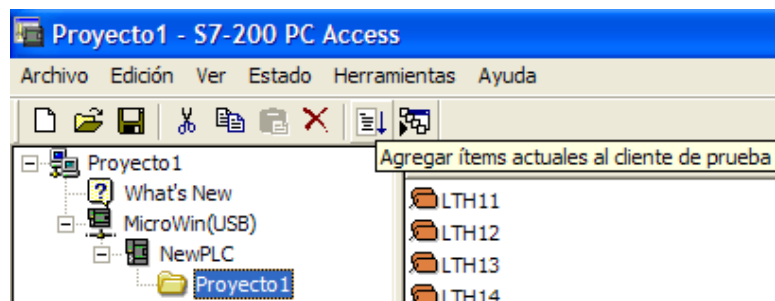 Proyecto1 - S7-200 PC Access
Archivo Edición Ver Estado Herramientas Ayuda
Agregar ítems actuales al cliente de prueba
Proyecto1
What's New
MicroWin(USB)
NewPLC
Proyecto1
LTH11
LTH12
LTH13
LTH14